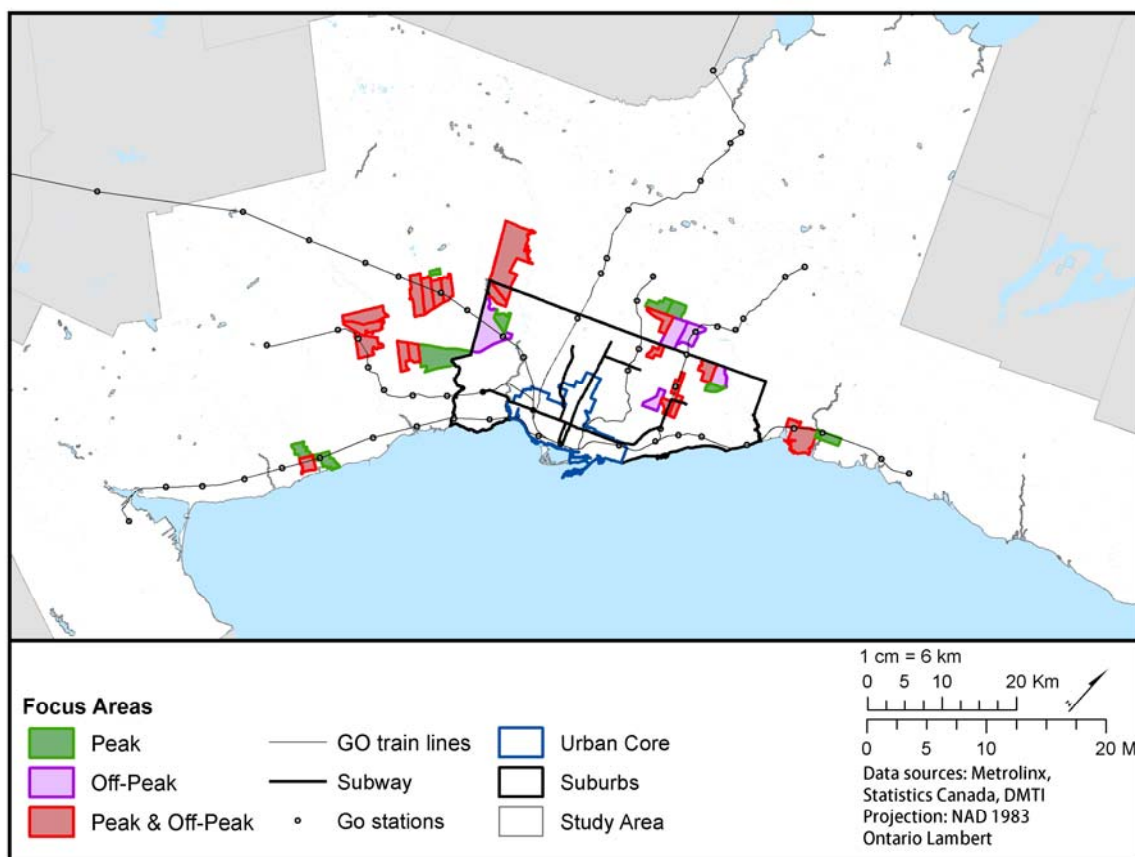 Focus Areas
Peak
Off-Peak
Peak & Off-Peak
GO train lines
Subway
Go stations
Urban Core
Suburbs
Study Area
1 cm = 6 km
0 5 10 20 Km
0 5 10 20 M
Data sources: Metrolinx,
Statistics Canada, DMTI
Projection: NAD 1983
Ontario Lambert